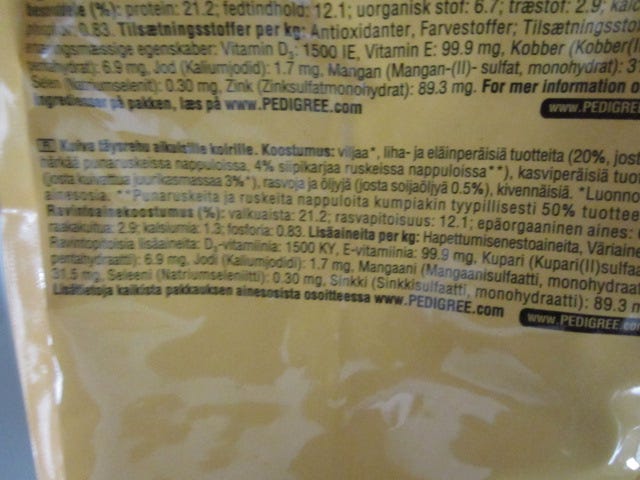 (%): protein: 21.2; fedtindhold: 12.1; uorganisk stof: 6.7; træstof: 2.9;
0.83. Tilsætningsstoffer per kg: Antioxidanter, Farvestoffer; Tilsætningsstoffer
egenskaber: Vitamin D3: 1500 IE, Vitamin E: 99.9 mg, Kobber (Kobber(II)
6.9 mg, Jod (Kaliumjodid): 1.7 mg, Mangan (Mangan-(II)- sulfat, monohydrat): 31
Selen (Natriumselenit): 0.30 mg, Zink (Zinksulfatmonohydrat): 89.3 mg. For mer information o
ingredienser på pakken, læs på www.PEDIGREE.com
www.PEDIGREE
Kuiva täysrehu aikuisille koirille. Koostumus: viljaa*, liha- ja eläinperäisiä tuotteita (20%, jost
märkää punaruskeissa nappuloissa, 4% siipikarjaa ruskeissa nappuloissa**), kasviperäisiä tuot
(josta kuivattua juurikasmassaa 3%*), rasvoja ja öljyjä (josta soijaöljyä 0.5%), kivennäisiä. *Luonno
ainesosia. **Punaruskeita ja ruskeita nappuloita kumpiakin tyypillisesti 50% tuottee
Ravintoainekoostumus (%): valkuaista: 21.2; rasvapitoisuus: 12.1; epäorgaaninen aines:
raakakuitua: 2.9; kalsiumia: 1.3; fosforia: 0.83. Lisäaineita per kg: Hapettumisenestoaineita, Väriaine
Ravintopitoisia lisäaineita: D3-vitamiinia: 1500 KY, E-vitamiinia: 99.9 mg, Kupari (Kupari(II)sulfaa
pentahydraatti): 6.9 mg, Jodi (Kaliumjodidi): 1.7 mg, Mangaani (Mangaanisulfaatti, monohydraat
31.5 mg, Seleeni (Natriumseleniitti): 0.30 mg, Sinkki (Sinkkisulfaatti, monohydraatti): 89.3 m
Lisätietoja kaikista pakkauksen ainesosista osoitteessa www.PEDIGREE.com
www.PEDIGREE.com